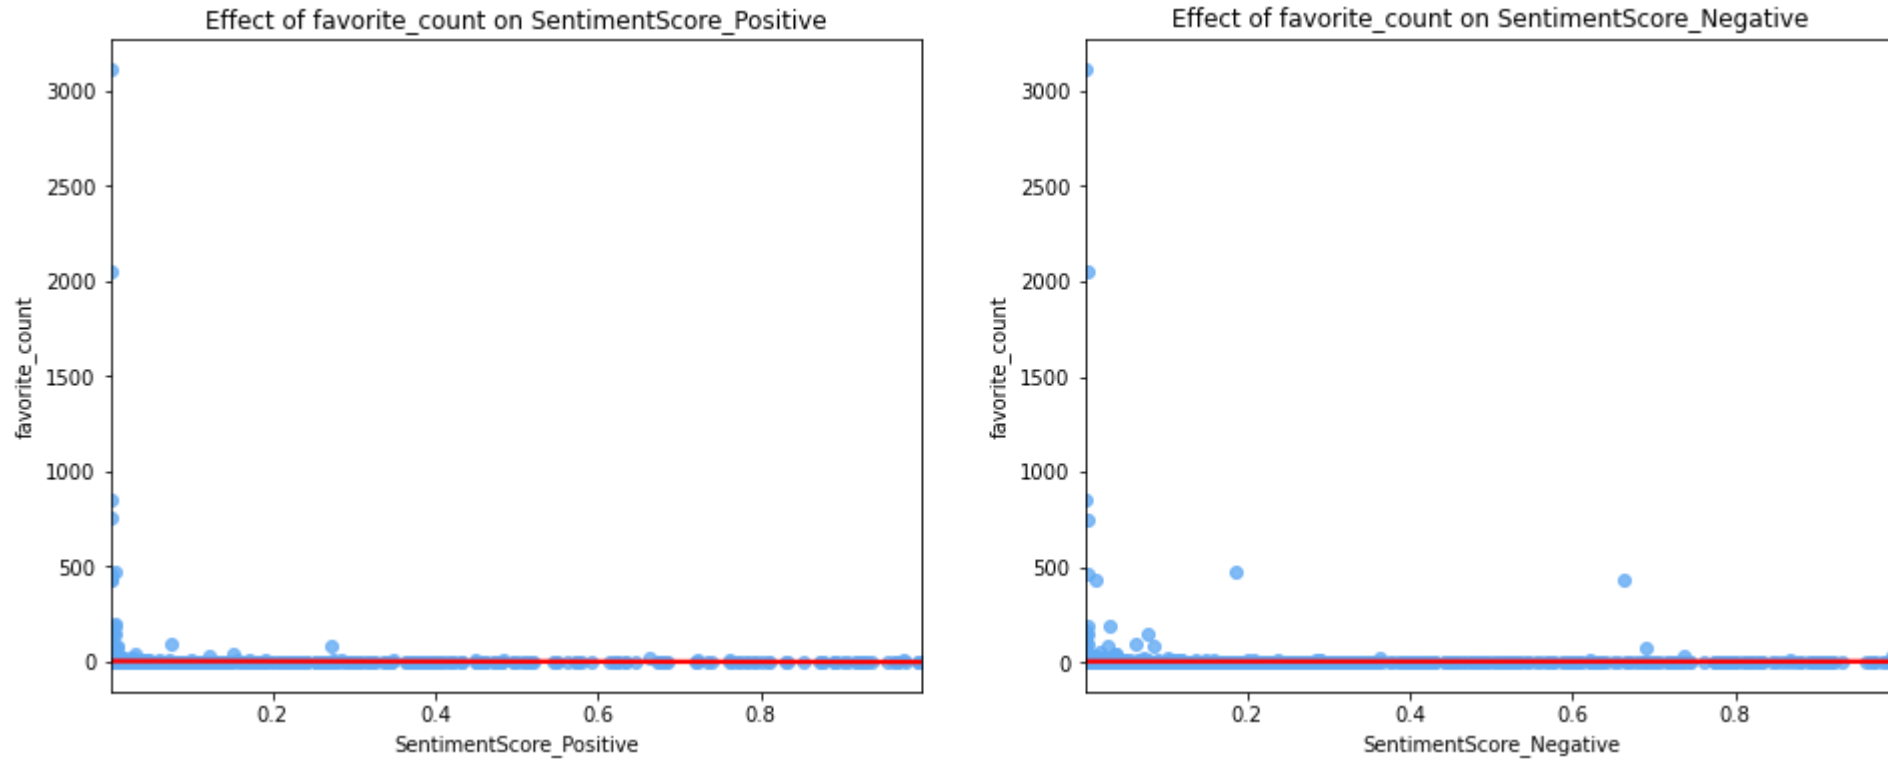 Effect of favorite_count on SentimentScore_Positive
3000
2500
2000
1500
1000
500
0
favorite_count
0.2 0.4 0.6 0.8
SentimentScore_Positive
Effect of favorite_count on SentimentScore_Negative
3000
2500
2000
1500
1000
500
0
favorite_count
0.2 0.4 0.6 0.8
SentimentScore_Negative